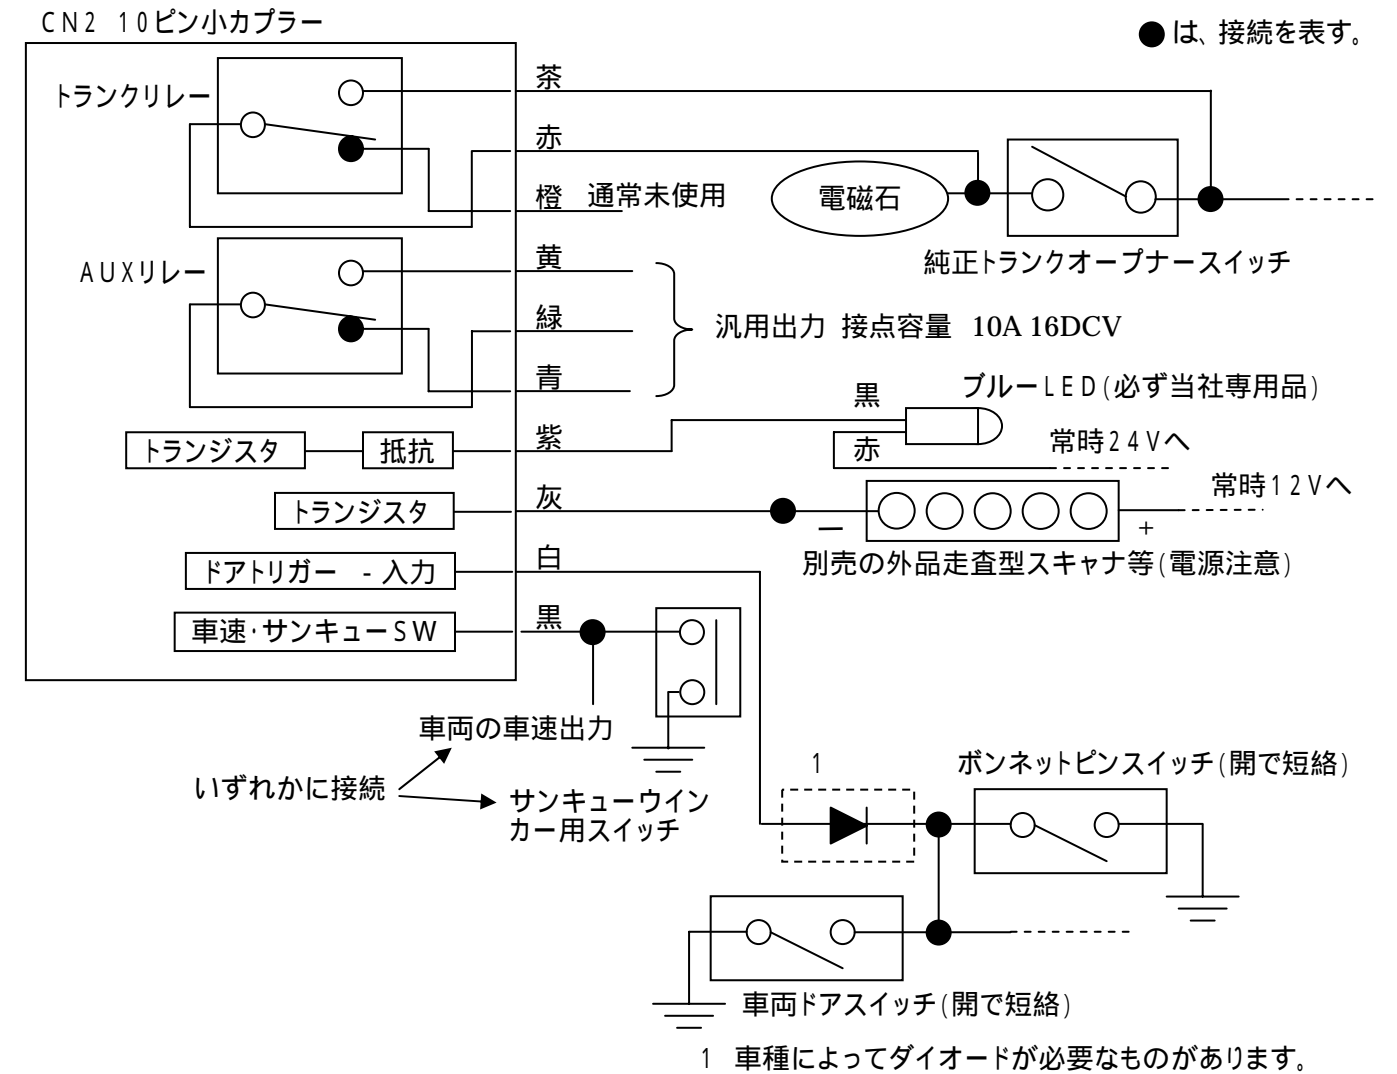 CN2 10ピン小カプラー
●は、接続を表す。
トランクリレー
茶
赤
橙 通常未使用
電磁石
純正トランクオープナースイッチ
AUXリレー
黄
緑
青
汎用出力 接点容量 10A 16DCV
ブルーLED(必ず当社専用品)
黒
赤
常時24Vへ
トランジスタ
抵抗
紫
常時12Vへ
トランジスタ
灰
－
+
別売の外品走査型スキャナ等(電源注意)
ドアトリガー -入力
白
車速・サンキューSW
黒
車両の車速出力
いずれかに接続
サンキューウイン
カー用スイッチ
1
ボンネットピンスイッチ(開で短絡)
車両ドアスイッチ(開で短絡)
1 車種によってダイオードが必要なものがあります。